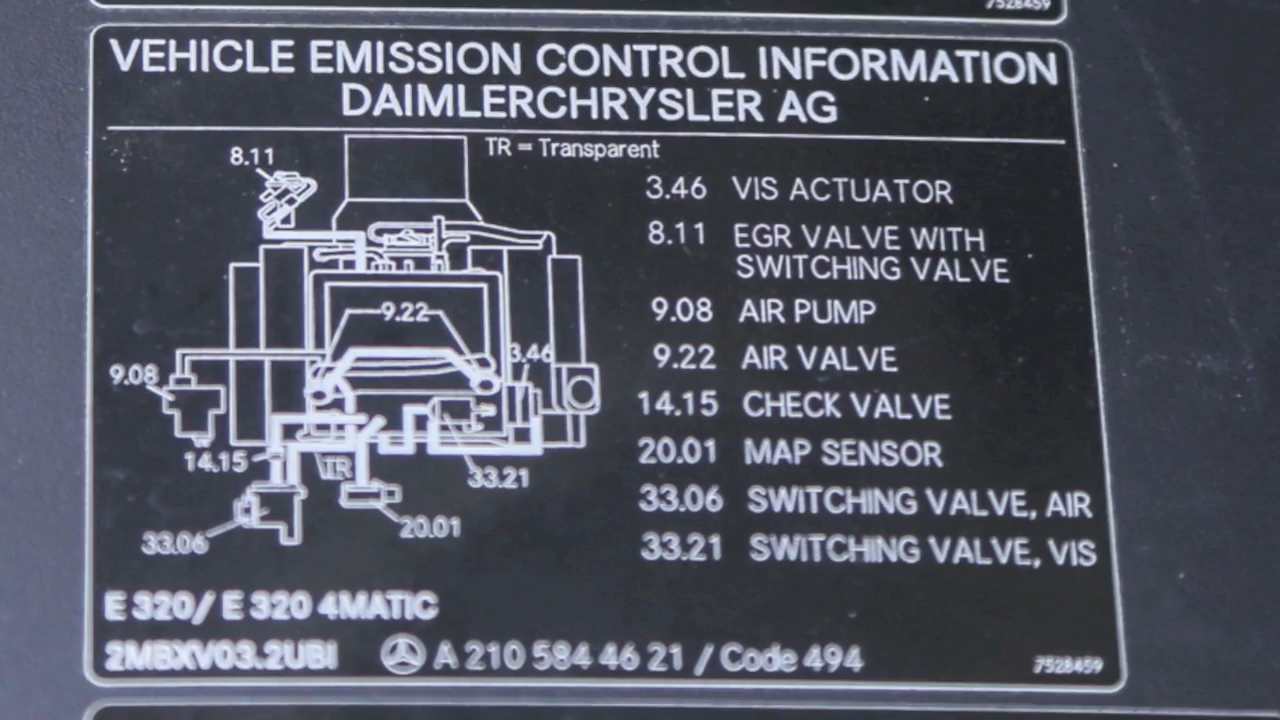 7528459
VEHICLE EMISSION CONTROL INFORMATION
DAIMLERCHRYSLER AG
TR = Transparent
8.11
9.22
3.46
9.08
14.15
TR
33.21
33.06
20.01
3.46 VIS ACTUATOR
8.11 EGR VALVE WITH
SWITCHING VALVE
9.08 AIR PUMP
9.22 AIR VALVE
14.15 CHECK VALVE
20.01 MAP SENSOR
33.06 SWITCHING VALVE, AIR
33.21 SWITCHING VALVE, VIS
E 320/ E 320 4MATIC
2MBXV03.2UBI A 210 584 46 21 / Code 494 7528459